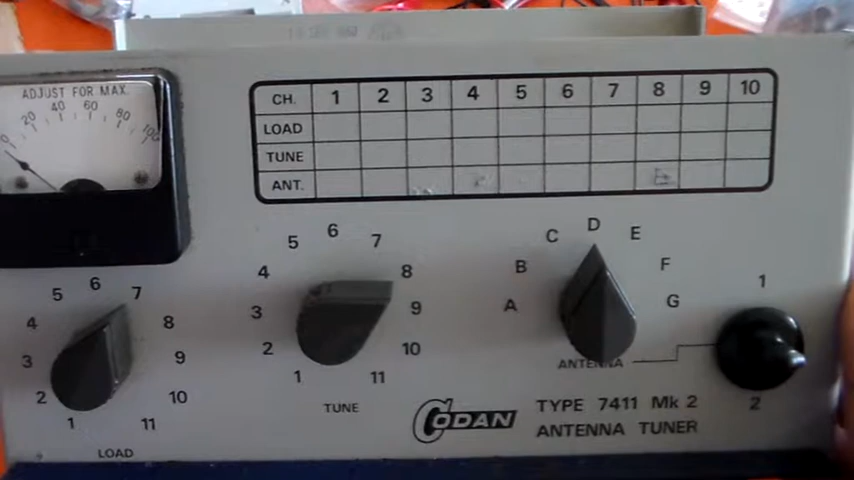 ADJUST FOR MAX.
0 20 40 60 80 100
CH. 1 2 3 4 5 6 7 8 9 10
LOAD
TUNE
ANT.
1 2 3 4 5 6 7 8 9 10 11
LOAD
1 2 3 4 5 6 7 8 9 10 11
TUNE
A B C D E F G
ANTENNA
1
2
CODAN
TYPE 7411 Mk 2
ANTENNA TUNER